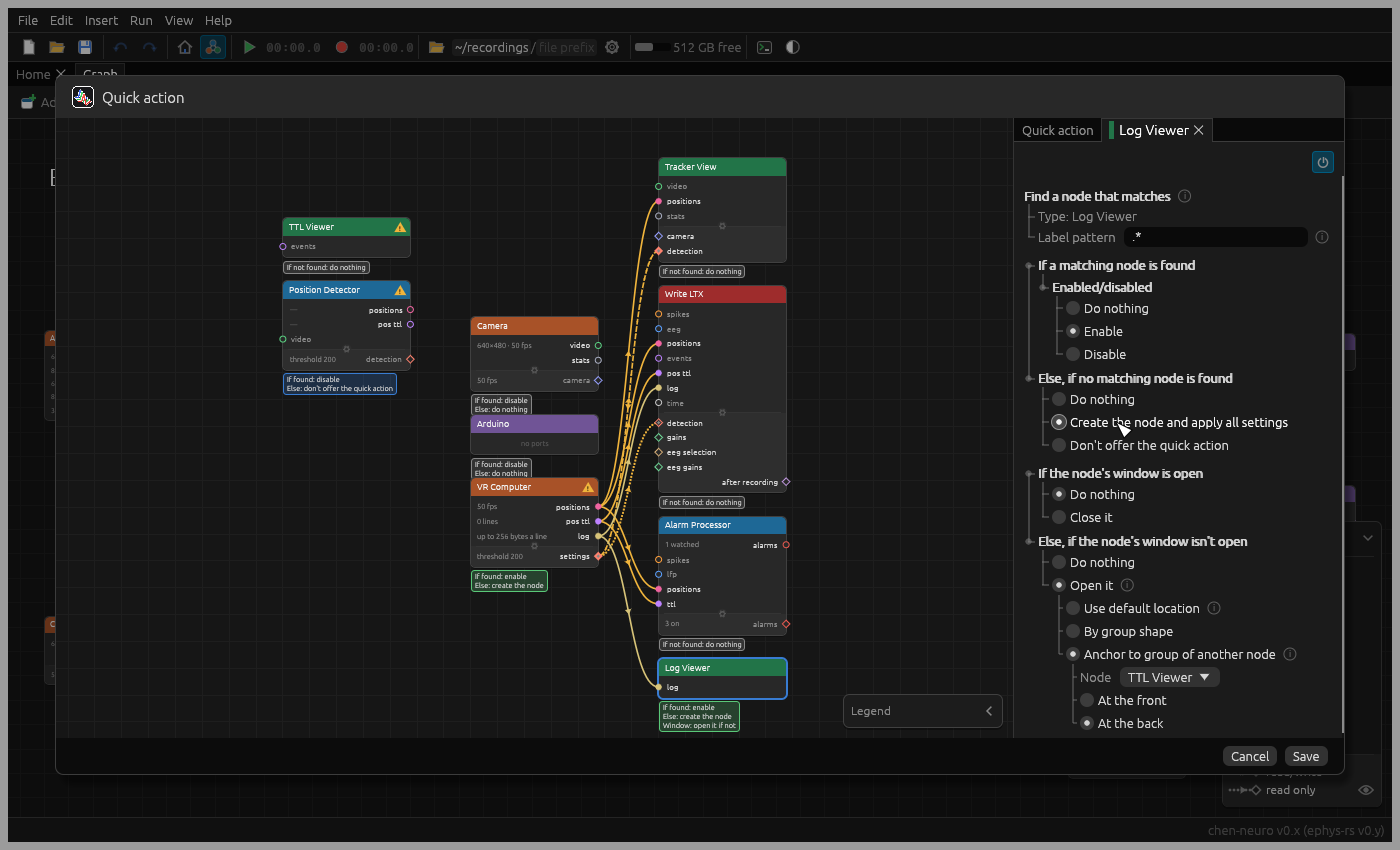 File Edit Insert Run View Help
00:00.0 00:00.0 ~/recordings/file prefix 512 GB free
Home Graph
Quick action
Quick action Log Viewer
Find a node that matches
Type: Log Viewer
Label pattern .*
If a matching node is found
Enabled/disabled
Do nothing
Enable
Disable
Else, if no matching node is found
Do nothing
Create the node and apply all settings
Don't offer the quick action
If the node's window is open
Do nothing
Close it
Else, if the node's window isn't open
Do nothing
Open it
Use default location
By group shape
Anchor to group of another node
Node TTL Viewer
At the front
At the back
TTL Viewer
events
If not found: do nothing
Position Detector
positions
pos ttl
video
threshold 200 detection
If found: disable
Else: don't offer the quick action
Camera
640×480 · 50 fps video
stats
50 fps camera
If found: disable
Else: do nothing
Arduino
no ports
If found: disable
Else: do nothing
VR Computer
50 fps positions
0 lines pos ttl
up to 256 bytes a line log
threshold 200 settings
If found: enable
Else: create the node
Tracker View
video
positions
stats
camera
detection
If not found: do nothing
Write LTX
spikes
eeg
positions
events
pos ttl
log
time
detection
gains
eeg selection
eeg gains
after recording
If not found: do nothing
Alarm Processor
1 watched alarms
spikes
lfp
positions
ttl
3 on alarms
If not found: do nothing
Log Viewer
log
If found: enable
Else: create the node
Window: open it if not
Legend
Cancel Save
read only
chen-neuro v0.x (ephys-rs v0.y)